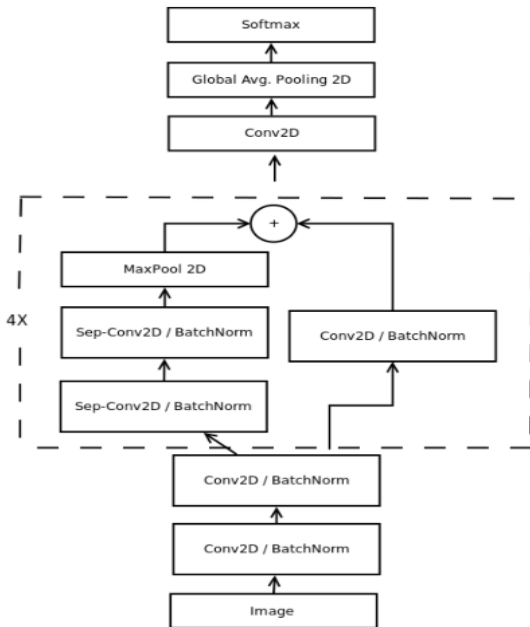 Softmax
Global Avg. Pooling 2D
Conv2D
+
MaxPool 2D
4X
Sep-Conv2D / BatchNorm
Conv2D / BatchNorm
Sep-Conv2D / BatchNorm
Conv2D / BatchNorm
Conv2D / BatchNorm
Image